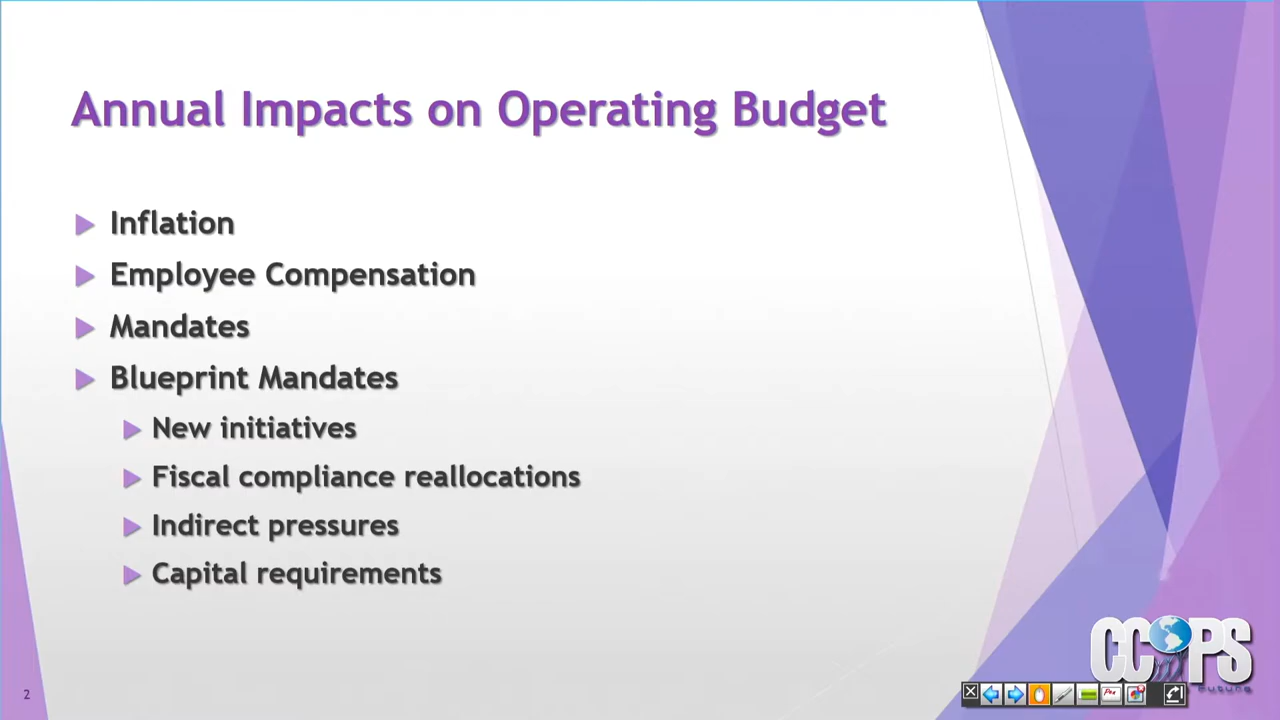 Annual Impacts on Operating Budget
Inflation
Employee Compensation
Mandates
Blueprint Mandates
New initiatives
Fiscal compliance reallocations
Indirect pressures
Capital requirements
CCPS
Future
2